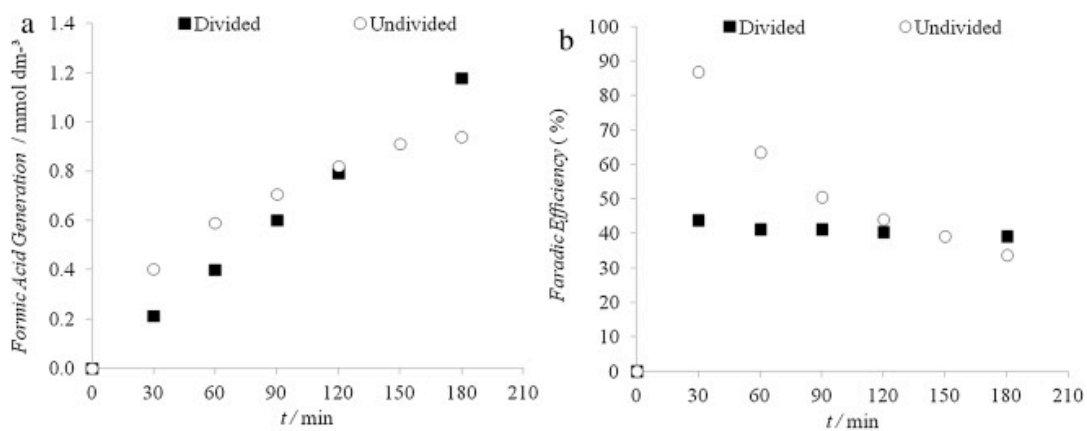 a
Divided
Undivided
Formic Acid Generation / mmol dm-³
1.4
1.2
1.0
0.8
0.6
0.4
0.2
0.0
0 30 60 90 120 150 180 210
t / min
b
Divided
Undivided
Faradic Efficiency ( %)
100
90
80
70
60
50
40
30
20
10
0
0 30 60 90 120 150 180 210
t / min